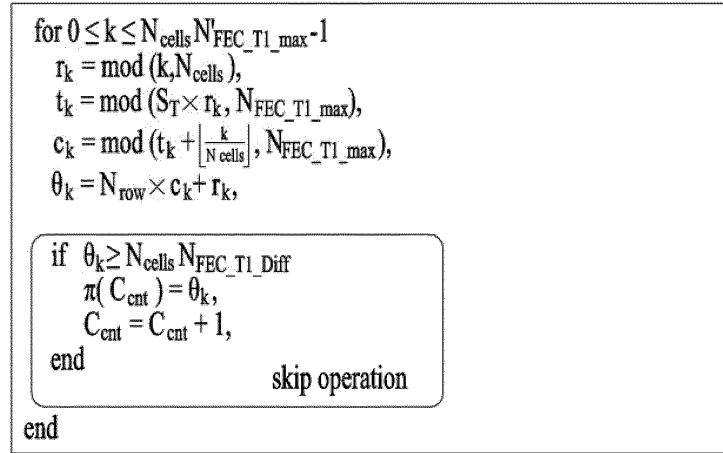 for 0 ≤ k ≤ N_cells N'_FEC_T1_max-1
r_k = mod (k,N_cells),
t_k = mod (S_T × r_k, N_FEC_T1_max),
c_k = mod (t_k + ⌊k/N cells⌋, N_FEC_T1_max),
θ_k = N_row × c_k + r_k,
if θ_k ≥ N_cells N_FEC_T1_Diff
π( C_cnt ) = θ_k,
C_cnt = C_cnt + 1,
end
skip operation
end